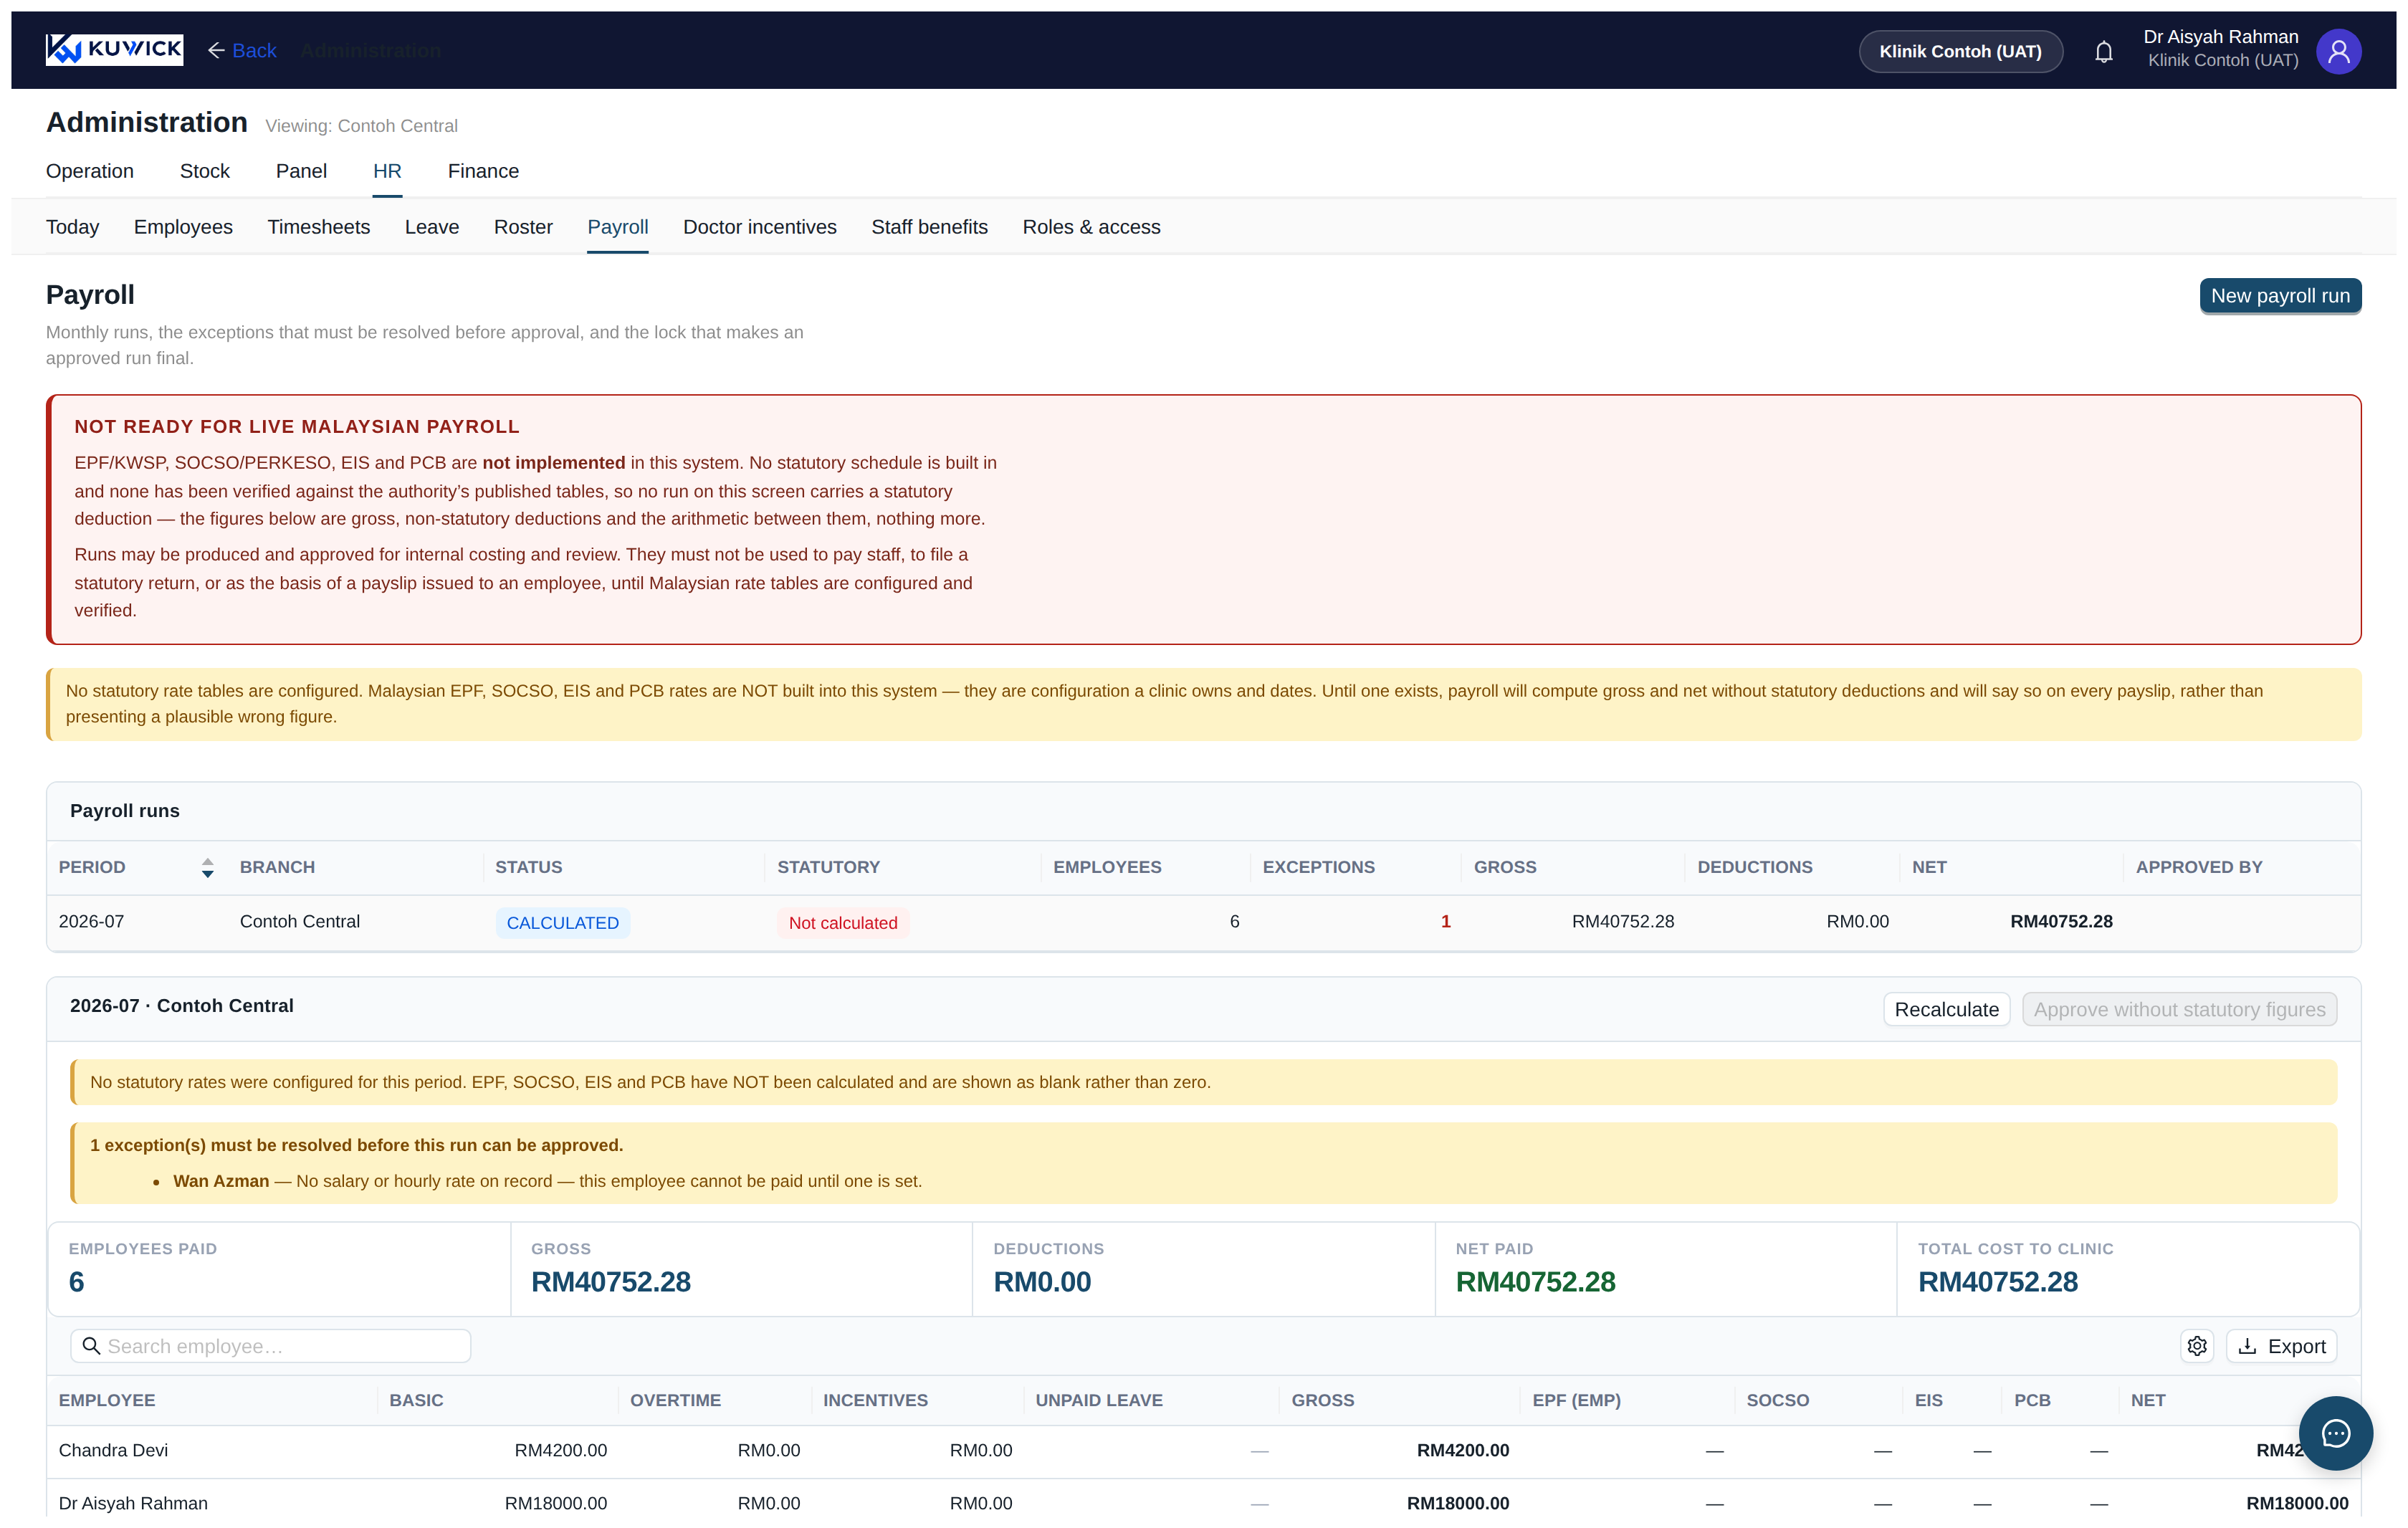 KUWICK
Back
Administration
Klinik Contoh (UAT)
Dr Aisyah Rahman
Klinik Contoh (UAT)
Administration
Viewing: Contoh Central
Operation
Stock
Panel
HR
Finance
Today
Employees
Timesheets
Leave
Roster
Payroll
Doctor incentives
Staff benefits
Roles & access
Payroll
New payroll run
Monthly runs, the exceptions that must be resolved before approval, and the lock that makes an
approved run final.
NOT READY FOR LIVE MALAYSIAN PAYROLL
EPF/KWSP, SOCSO/PERKESO, EIS and PCB are not implemented in this system. No statutory schedule is built in
and none has been verified against the authority’s published tables, so no run on this screen carries a statutory
deduction — the figures below are gross, non-statutory deductions and the arithmetic between them, nothing more.
Runs may be produced and approved for internal costing and review. They must not be used to pay staff, to file a
statutory return, or as the basis of a payslip issued to an employee, until Malaysian rate tables are configured and
verified.
No statutory rate tables are configured. Malaysian EPF, SOCSO, EIS and PCB rates are NOT built into this system — they are configuration a clinic owns and dates. Until one exists, payroll will compute gross and net without statutory deductions and will say so on every payslip, rather than
presenting a plausible wrong figure.
Payroll runs
PERIOD BRANCH STATUS STATUTORY EMPLOYEES EXCEPTIONS GROSS DEDUCTIONS NET APPROVED BY
2026-07 Contoh Central CALCULATED Not calculated 6 1 RM40752.28 RM0.00 RM40752.28
2026-07 · Contoh Central
Recalculate
Approve without statutory figures
No statutory rates were configured for this period. EPF, SOCSO, EIS and PCB have NOT been calculated and are shown as blank rather than zero.
1 exception(s) must be resolved before this run can be approved.
• Wan Azman — No salary or hourly rate on record — this employee cannot be paid until one is set.
EMPLOYEES PAID
6
GROSS
RM40752.28
DEDUCTIONS
RM0.00
NET PAID
RM40752.28
TOTAL COST TO CLINIC
RM40752.28
Search employee…
Export
EMPLOYEE BASIC OVERTIME INCENTIVES UNPAID LEAVE GROSS EPF (EMP) SOCSO EIS PCB NET
Chandra Devi RM4200.00 RM0.00 RM0.00 — RM4200.00 — — — — RM42
Dr Aisyah Rahman RM18000.00 RM0.00 RM0.00 — RM18000.00 — — — — RM18000.00